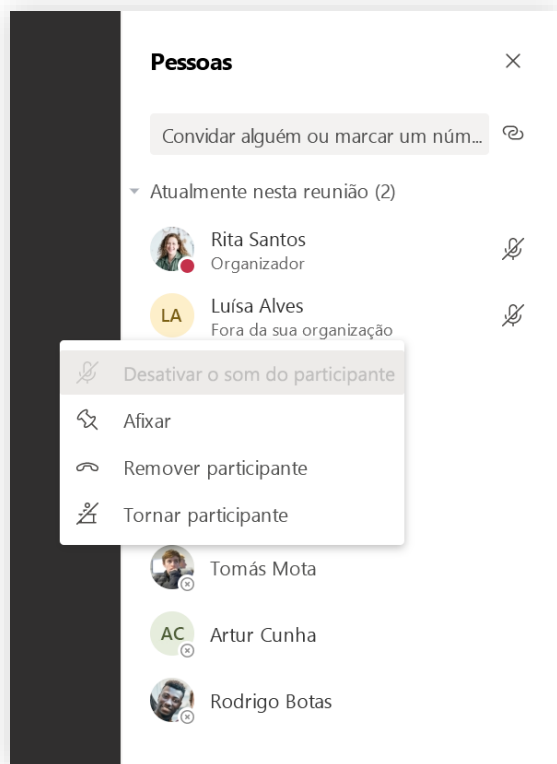 Pessoas
Convidar alguém ou marcar um núm...
Atualmente nesta reunião (2)
Rita Santos
Organizador
LA
Luísa Alves
Fora da sua organização
Desativar o som do participante
Afixar
Remover participante
Tornar participante
Tomás Mota
AC
Artur Cunha
Rodrigo Botas